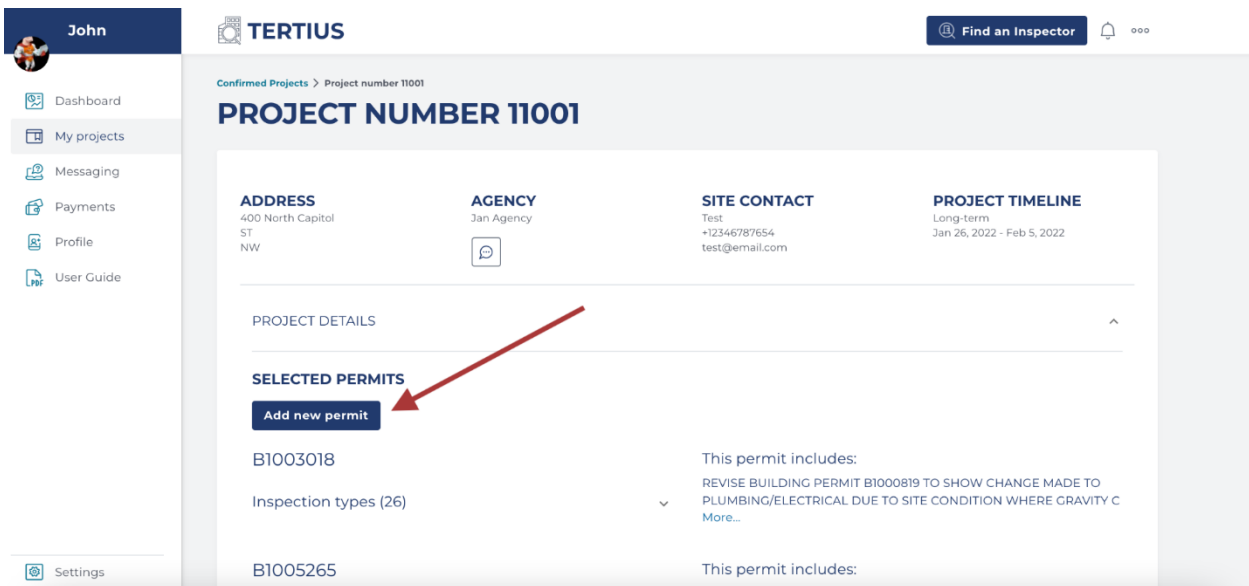 John
TERTIUS
Find an Inspector
Dashboard
My projects
Messaging
Payments
Profile
PDF
User Guide
Settings
Confirmed Projects > Project number 11001
PROJECT NUMBER 11001
ADDRESS
400 North Capitol
ST
NW
AGENCY
Jan Agency
SITE CONTACT
Test
+12346787654
test@email.com
PROJECT TIMELINE
Long-term
Jan 26, 2022 - Feb 5, 2022
PROJECT DETAILS
SELECTED PERMITS
Add new permit
B1003018
Inspection types (26)
This permit includes:
REVISE BUILDING PERMIT B1000819 TO SHOW CHANGE MADE TO
PLUMBING/ELECTRICAL DUE TO SITE CONDITION WHERE GRAVITY C
More...
B1005265
This permit includes: